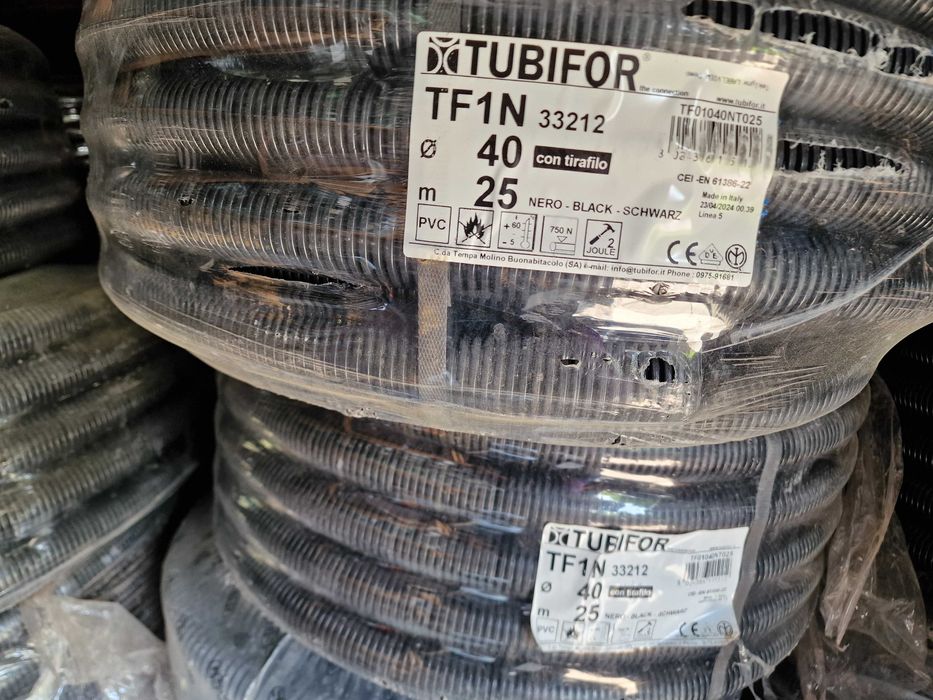 TUBIFOR®
the connection
www.tubifor.it
TF1N 33212
TF01040NT025
Ø 40 con tirafilo
CEI-EN 61386-22
m 25 NERO - BLACK - SCHWARZ
Made in Italy
23/04/2024 00.39
Linea 5
PVC
+ 60
- 5
750 N
2
JOULE
CE
C.da Tempa Molino Buonabitacolo (SA) e-mail: info@tubifor.it Phone : 0975-91681
TUBIFOR
TF1N 33212
TF01040NT025
Ø 40 con tirafilo
m 25 NERO - BLACK - SCHWARZ
PVC
CE